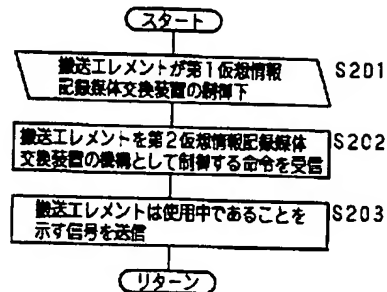 スタート
搬送エレメントが第1仮想情報
記録媒体交換装置の制御下
S201
搬送エレメントを第2仮想情報記録媒体
交換装置の機構として制御する命令を受信
S202
搬送エレメントは使用中であることを
示す信号を送信
S203
リターン